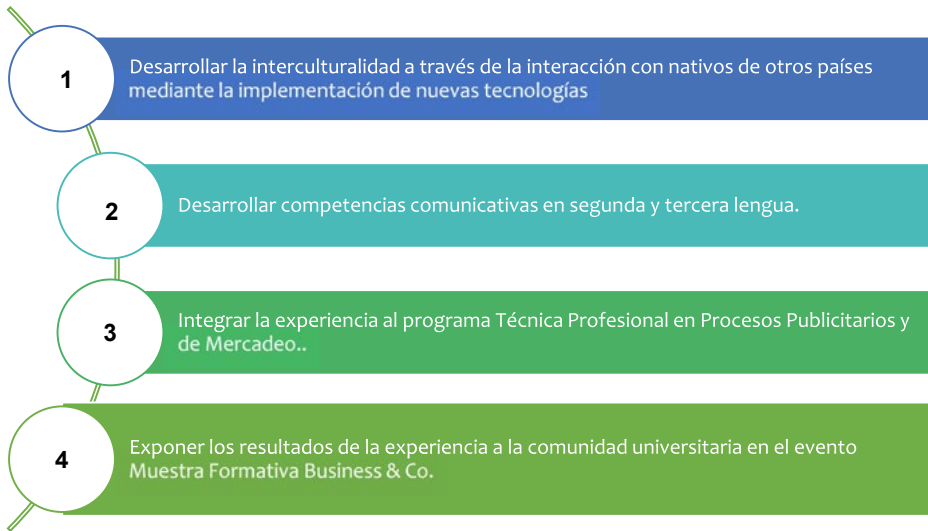 1
Desarrollar la interculturalidad a través de la interacción con nativos de otros países
mediante la implementación de nuevas tecnologías
2
Desarrollar competencias comunicativas en segunda y tercera lengua.
3
Integrar la experiencia al programa Técnica Profesional en Procesos Publicitarios y
de Mercadeo..
4
Exponer los resultados de la experiencia a la comunidad universitaria en el evento
Muestra Formativa Business & Co.